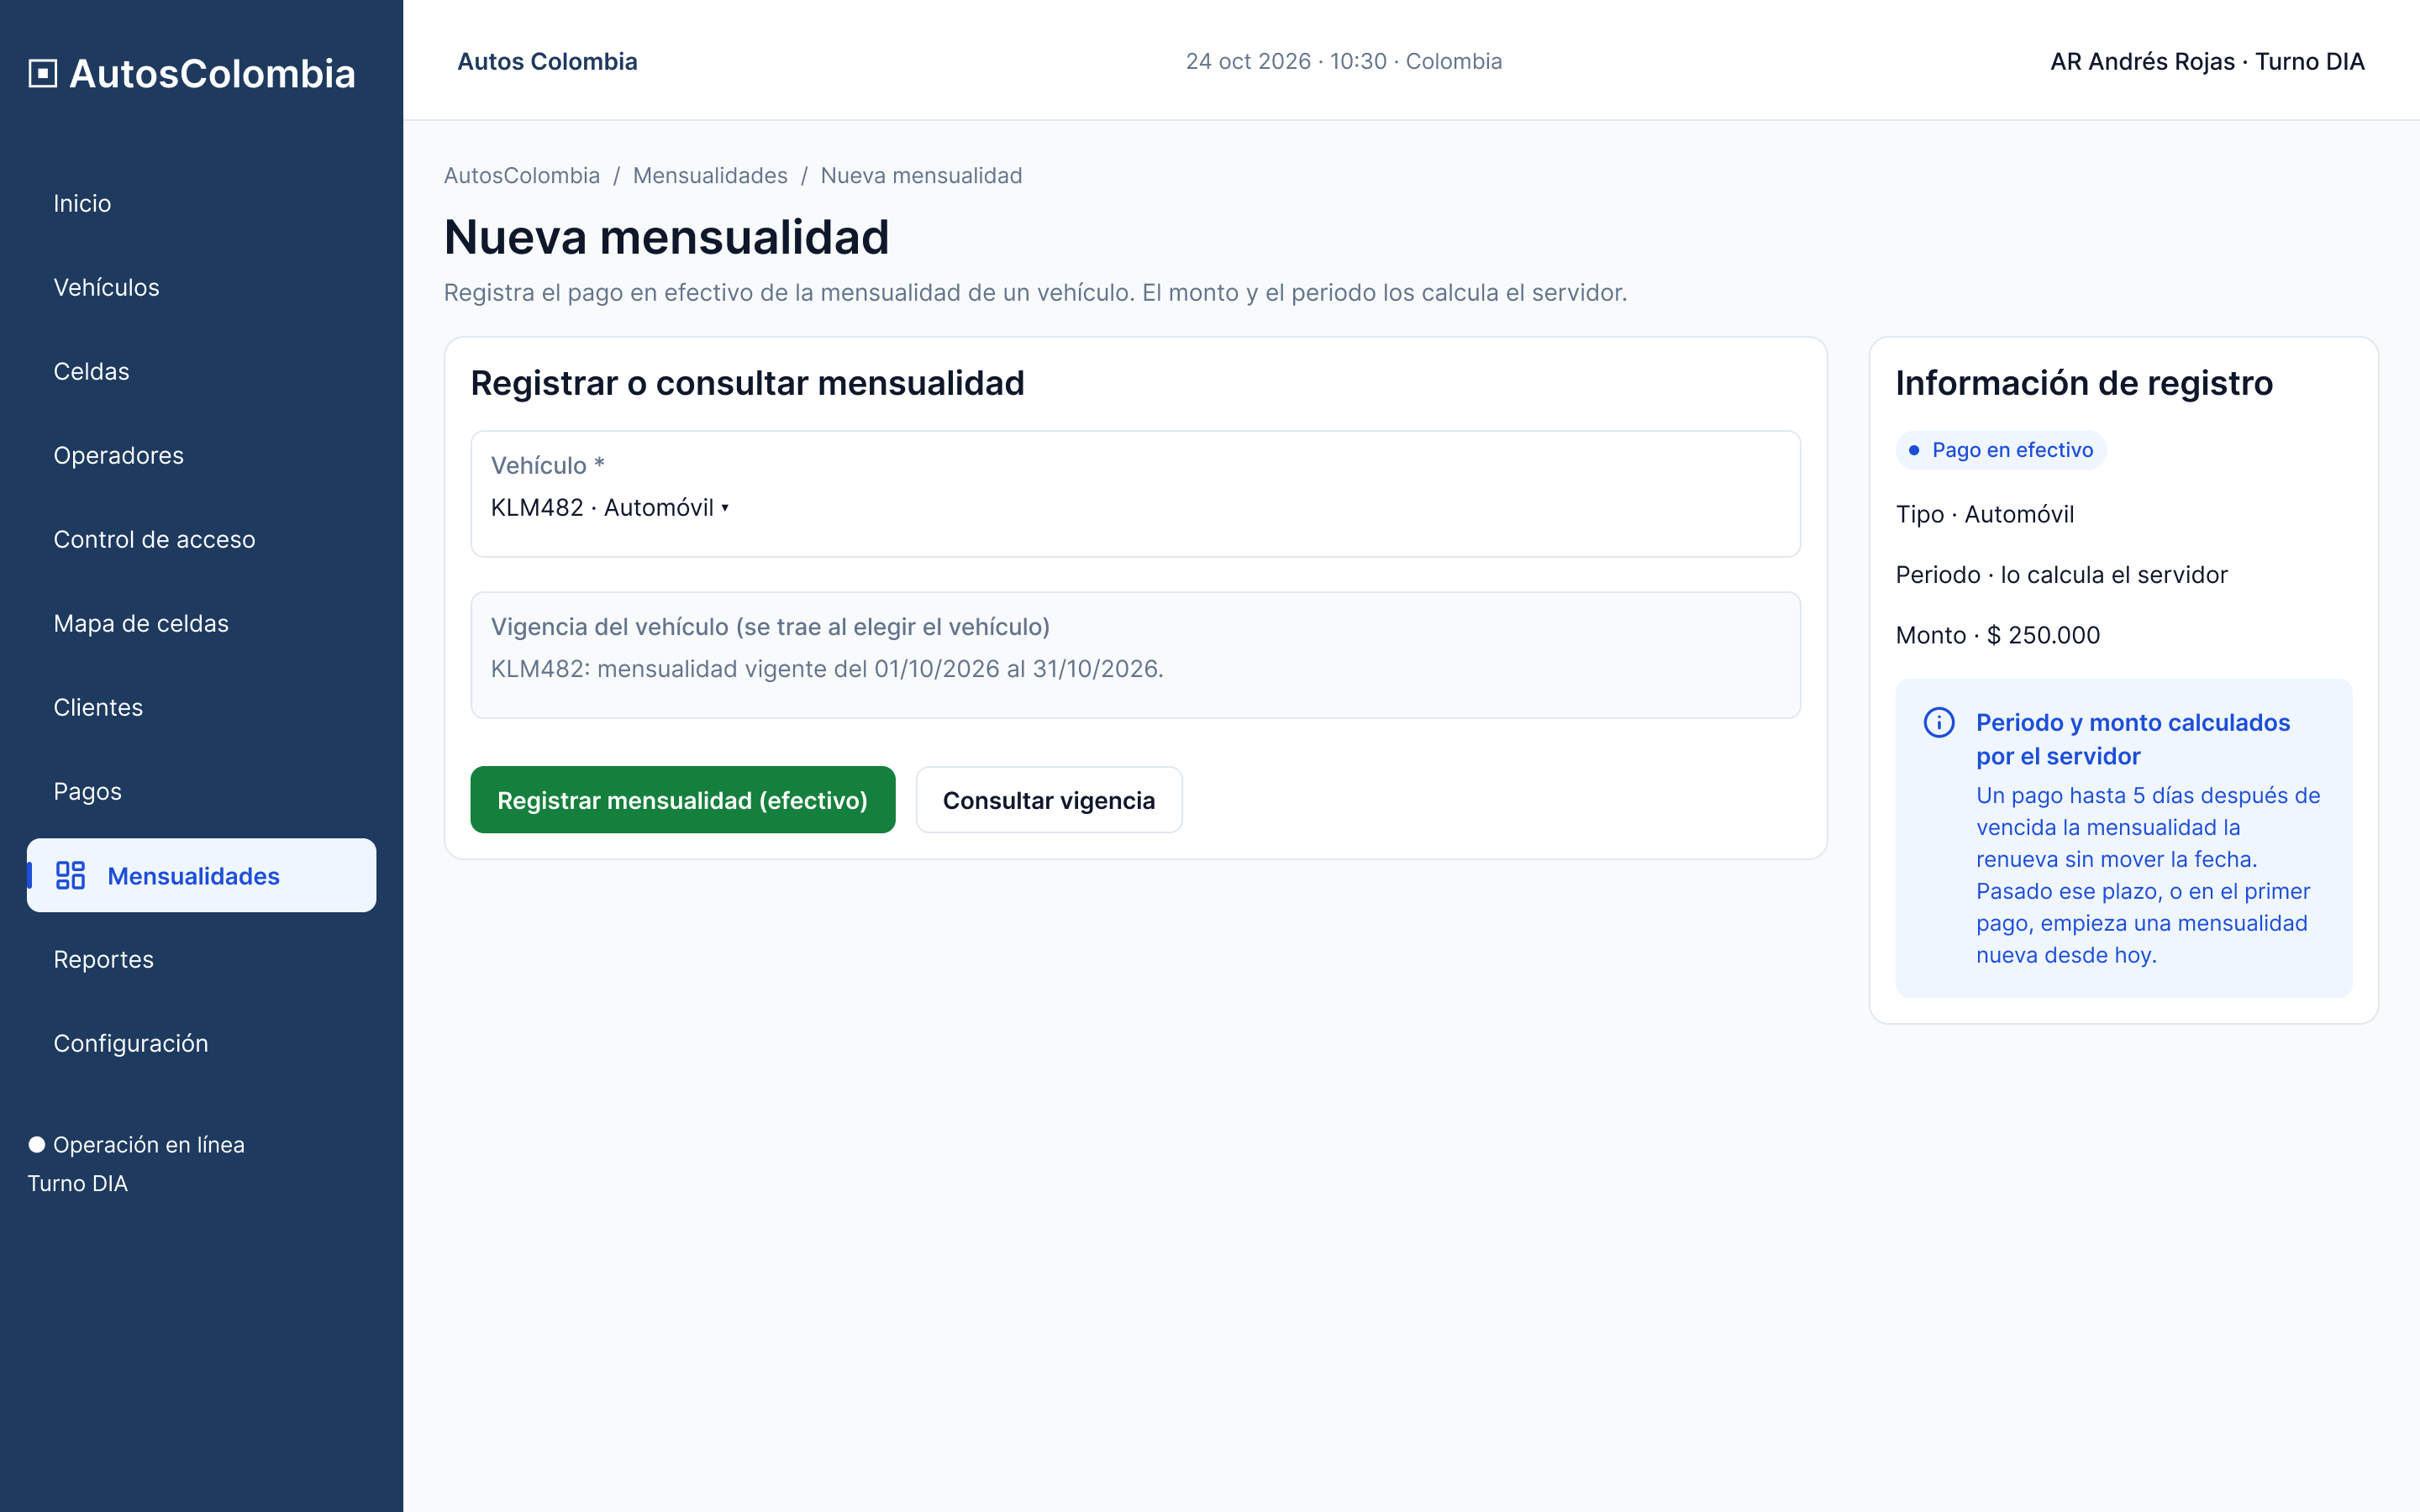 AutosColombia
Inicio
Vehículos
Celdas
Operadores
Control de acceso
Mapa de celdas
Clientes
Pagos
Mensualidades
Reportes
Configuración
Operación en línea
Turno DIA
Autos Colombia
24 oct 2026 · 10:30 · Colombia
AR Andrés Rojas · Turno DIA
AutosColombia / Mensualidades / Nueva mensualidad
Nueva mensualidad
Registra el pago en efectivo de la mensualidad de un vehículo. El monto y el periodo los calcula el servidor.
Registrar o consultar mensualidad
Vehículo *
KLM482 · Automóvil ▾
Vigencia del vehículo (se trae al elegir el vehículo)
KLM482: mensualidad vigente del 01/10/2026 al 31/10/2026.
Registrar mensualidad (efectivo)
Consultar vigencia
Información de registro
Pago en efectivo
Tipo · Automóvil
Periodo · lo calcula el servidor
Monto · $ 250.000
Periodo y monto calculados
por el servidor
Un pago hasta 5 días después de
vencida la mensualidad la
renueva sin mover la fecha.
Pasado ese plazo, o en el primer
pago, empieza una mensualidad
nueva desde hoy.